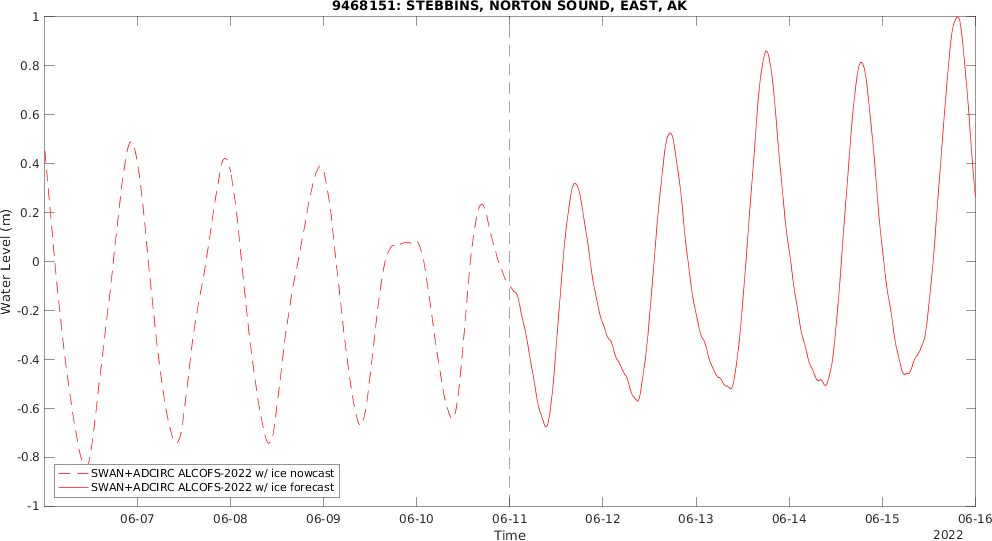 9468151: STEBBINS, NORTON SOUND, EAST, AK
Water Level (m)
1
0.8
0.6
0.4
0.2
0
-0.2
-0.4
-0.6
-0.8
-1
SWAN+ADCIRC ALCOFS-2022 w/ ice nowcast
SWAN+ADCIRC ALCOFS-2022 w/ ice forecast
06-07 06-08 06-09 06-10 06-11 06-12 06-13 06-14 06-15 06-16
Time
2022